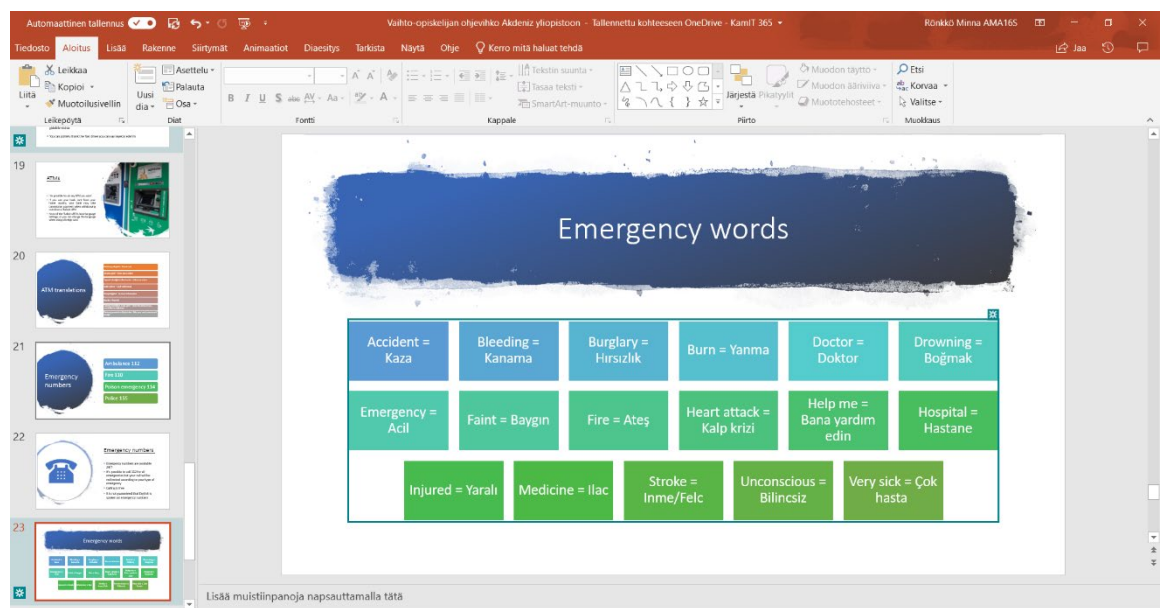 Automaattinen tallennus
Vaihto-opiskelijan ohjevihko Akdeniz yliopistoon - Tallennettu kohteeseen OneDrive - KamIT 365
Rönkkö Minna AMA16S
Tiedosto Aloitus Lisää Rakenne Siirtymät Animaatiot Diaesitys Tarkista Näytä Ohje Kerro mitä haluat tehdä
Jaa
Liitä
Leikkaa
Kopioi
Muotoilusivellin
Leikepöytä
Uusi dia
Asettelu
Palauta
Osa
Diat
B I U S abc AV Aa
Fontti
Tekstin suunta
Tasaa teksti
SmartArt-muunto
Kappale
Järjestä Pikatyylit
Muodon täyttö
Muodon ääriviiva
Muototehosteet
Piirto
Etsi
Korvaa
Valitse
Muokkaus
19
ATMs
20
ATM translations
21
Emergency
numbers
Ambulance 112
Fire 110
Police 155
22
Emergency numbers
23
Emergency words
Emergency words
Accident =
Kaza
Bleeding =
Kanama
Burglary =
Hırsızlık
Burn = Yanma
Doctor =
Doktor
Drowning =
Boğmak
Emergency =
Acil
Faint = Baygın
Fire = Ateş
Heart attack =
Kalp krizi
Help me =
Bana yardım
edin
Hospital =
Hastane
Injured = Yaralı
Medicine = Ilac
Stroke =
Inme/Felc
Unconscious =
Bilincsiz
Very sick = Çok
hasta
Lisää muistiinpanoja napsauttamalla tätä